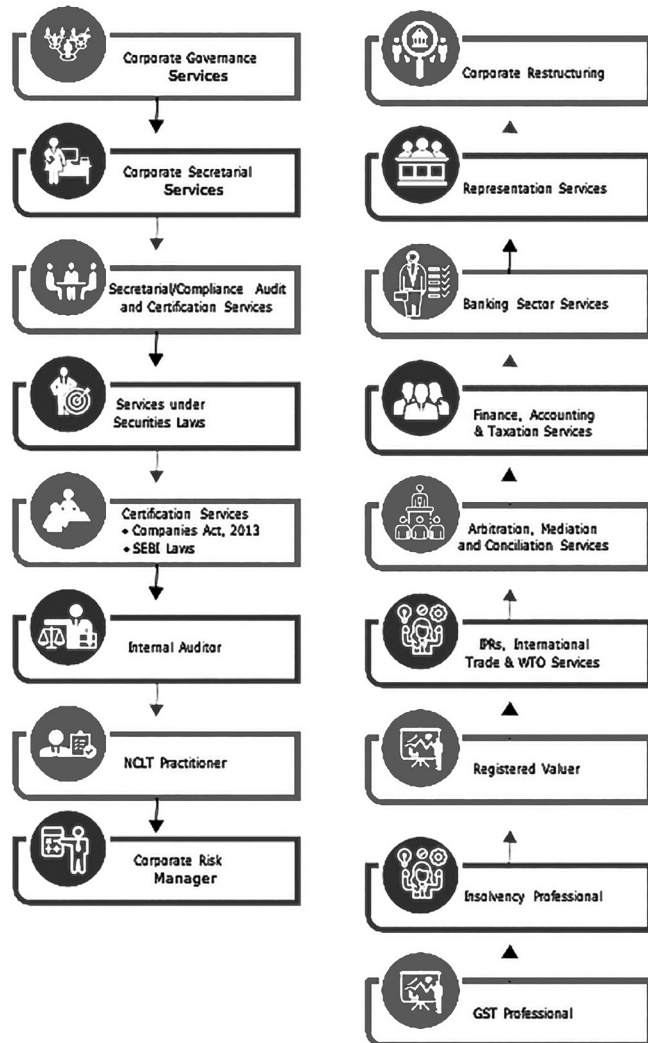 Corporate Governance
Services
Corporate Secretarial
Services
Secretarial/Compliance Audit
and Certification Services
Services under
Securities Laws
Certification Services
• Companies Act, 2013
• SEBI Laws
Internal Auditor
NCLT Practitioner
Corporate Risk
Manager
Corporate Restructuring
Representation Services
Banking Sector Services
Finance, Accounting
& Taxation Services
Arbitration, Mediation
and Conciliation Services
IPRs, International
Trade & WTO Services
Registered Valuer
Insolvency Professional
GST Professional